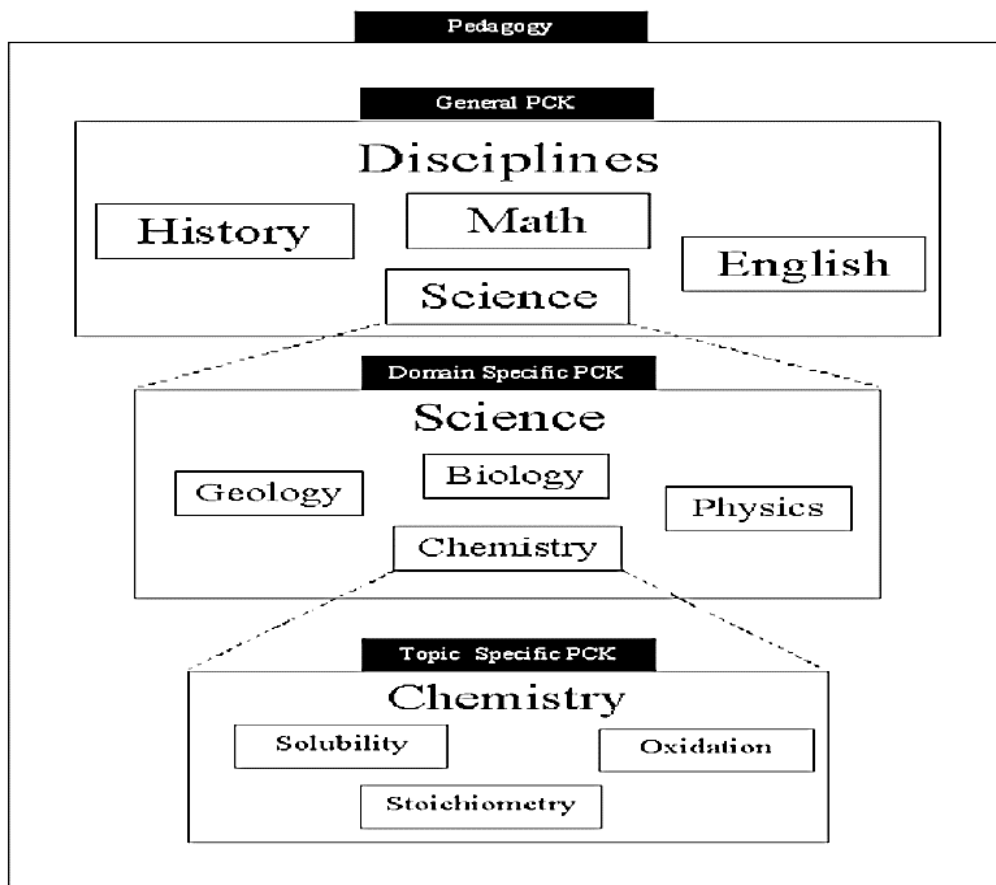 Pedagogy
General PCK
Disciplines
History
Math
English
Science
Domain Specific PCK
Science
Geology
Biology
Physics
Chemistry
Topic Specific PCK
Chemistry
Solubility
Oxidation
Stoichiometry